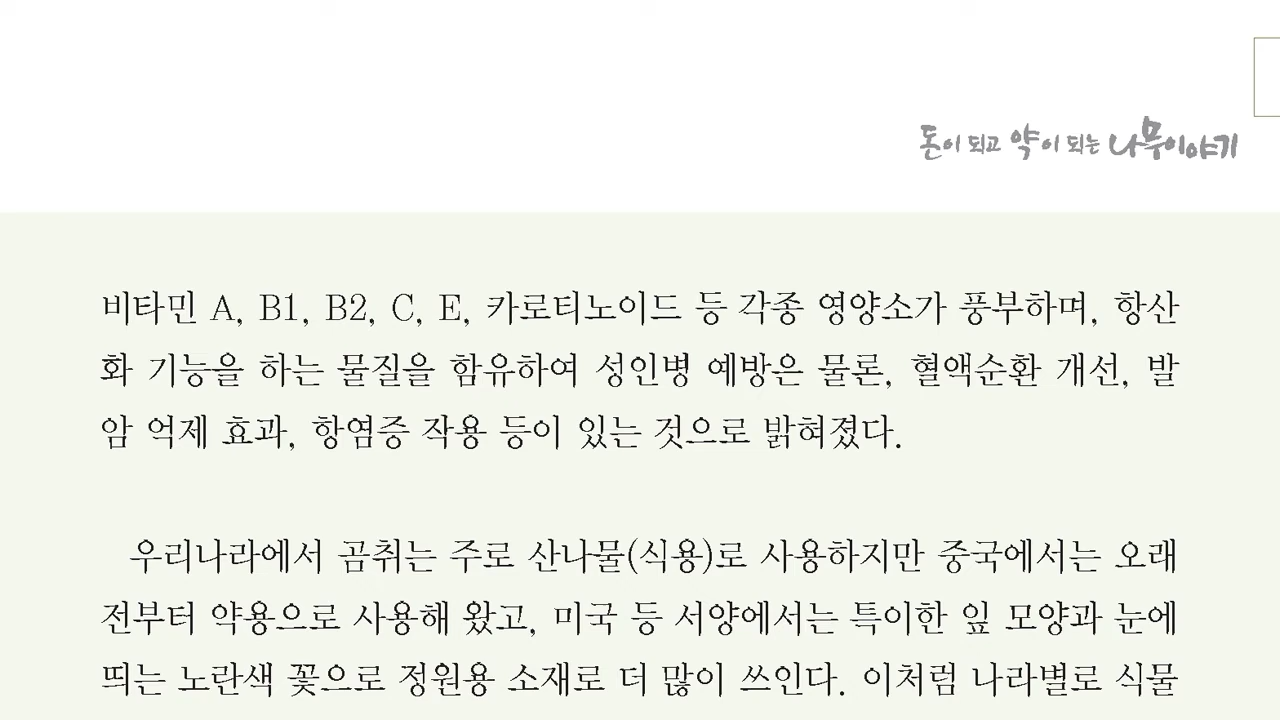 돈이 되고 약이 되는 나무이야기
비타민 A, B1, B2, C, E, 카로티노이드 등 각종 영양소가 풍부하며, 항산
화 기능을 하는 물질을 함유하여 성인병 예방은 물론, 혈액순환 개선, 발
암 억제 효과, 항염증 작용 등이 있는 것으로 밝혀졌다.
우리나라에서 곰취는 주로 산나물(식용)로 사용하지만 중국에서는 오래
전부터 약용으로 사용해 왔고, 미국 등 서양에서는 특이한 잎 모양과 눈에
띄는 노란색 꽃으로 정원용 소재로 더 많이 쓰인다. 이처럼 나라별로 식물